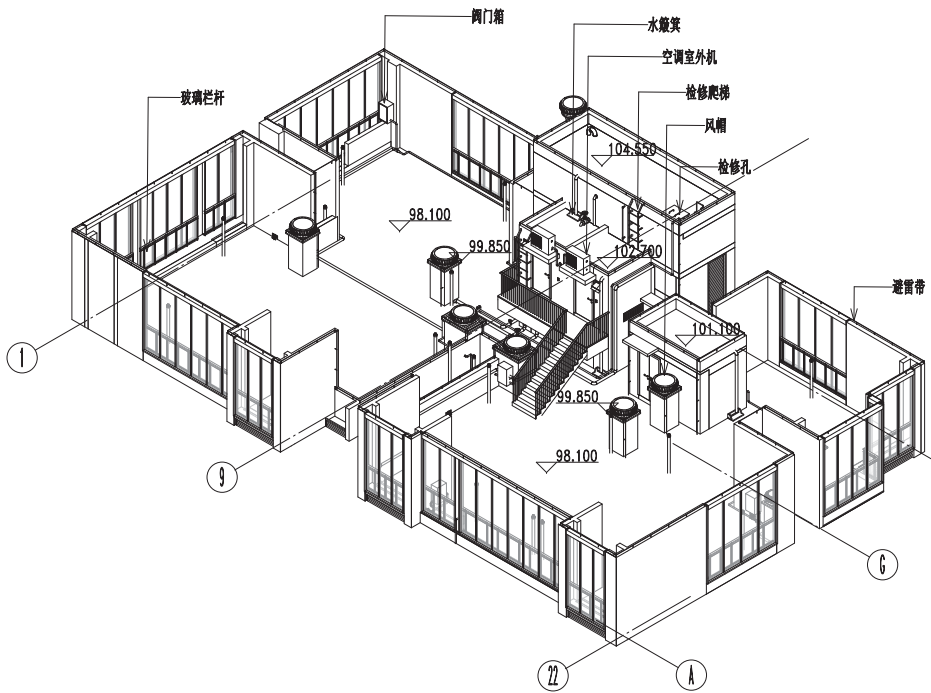 阀门箱
水簸箕
空调室外机
玻璃栏杆
检修爬梯
风帽
104.550
检修孔
98.100
99.850
102.700
避雷带
101.100
1
99.850
98.100
9
G
22
A